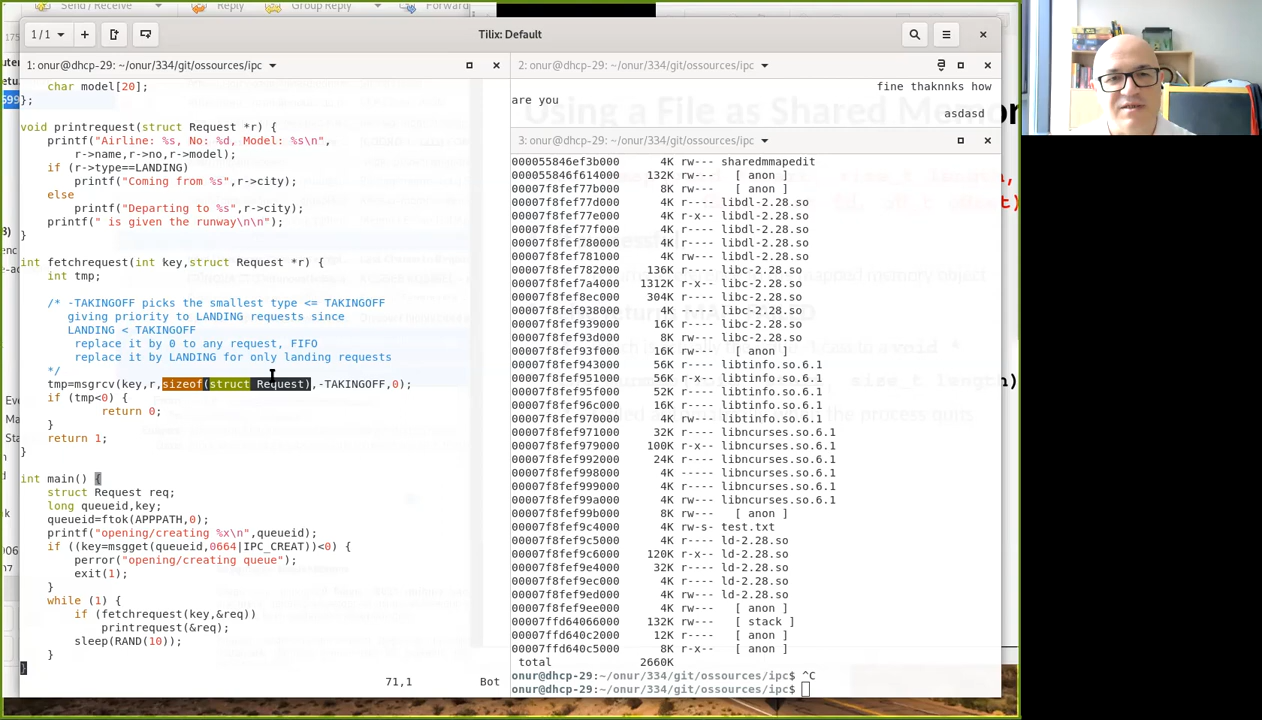 Send / Receive Reply Group Reply Forward
1 / 1
Tilix: Default
1: onur@dhcp-29: ~/onur/334/git/ossources/ipc
char model[20];
};
void printrequest(struct Request *r) {
printf("Airline: %s, No: %d, Model: %s\n",
r->name,r->no,r->model);
if (r->type==LANDING)
printf("Coming from %s",r->city);
else
printf("Departing to %s",r->city);
printf(" is given the runway\n\n");
}
int fetchrequest(int key,struct Request *r) {
int tmp;
/* -TAKINGOFF picks the smallest type <= TAKINGOFF
giving priority to LANDING requests since
LANDING < TAKINGOFF
replace it by 0 to any request, FIFO
replace it by LANDING for only landing requests
*/
tmp=msgrcv(key,r,sizeof(struct Request),-TAKINGOFF,0);
if (tmp<0) {
return 0;
}
return 1;
}
int main() {
struct Request req;
long queueid,key;
queueid=ftok(APPPATH,0);
printf("opening/creating %x\n",queueid);
if ((key=msgget(queueid,0664|IPC_CREAT))<0) {
perror("opening/creating queue");
exit(1);
}
while (1) {
if (fetchrequest(key,&req))
printrequest(&req);
sleep(RAND(10));
}
}
71,1 Bot
2: onur@dhcp-29: ~/onur/334/git/ossources/ipc
fine thaknnks how
are you
asdasd
Using a File as Shared Memor
3: onur@dhcp-29: ~/onur/334/git/ossources/ipc
000055846ef3b000 4K rw--- sharedmmapedit
000055846f614000 132K rw--- [ anon ]
00007f8fef77b000 8K rw--- [ anon ]
00007f8fef77d000 4K r---- libdl-2.28.so
00007f8fef77e000 4K r-x-- libdl-2.28.so
00007f8fef77f000 4K r---- libdl-2.28.so
00007f8fef780000 4K r---- libdl-2.28.so
00007f8fef781000 4K rw--- libdl-2.28.so
00007f8fef782000 136K r---- libc-2.28.so
00007f8fef7a4000 1312K r-x-- libc-2.28.so
00007f8fef8ec000 304K r---- libc-2.28.so
00007f8fef938000 4K r---- libc-2.28.so
00007f8fef939000 16K r---- libc-2.28.so
00007f8fef93d000 8K rw--- libc-2.28.so
00007f8fef93f000 16K rw--- [ anon ]
00007f8fef943000 56K r---- libtinfo.so.6.1
00007f8fef951000 56K r-x-- libtinfo.so.6.1
00007f8fef95f000 52K r---- libtinfo.so.6.1
00007f8fef96c000 16K r---- libtinfo.so.6.1
00007f8fef970000 4K rw--- libtinfo.so.6.1
00007f8fef971000 32K r---- libncurses.so.6.1
00007f8fef979000 100K r-x-- libncurses.so.6.1
00007f8fef992000 24K r---- libncurses.so.6.1
00007f8fef998000 4K ----- libncurses.so.6.1
00007f8fef999000 4K r---- libncurses.so.6.1
00007f8fef99a000 4K rw--- libncurses.so.6.1
00007f8fef99b000 8K rw--- [ anon ]
00007f8fef9c4000 4K rw-s- test.txt
00007f8fef9c5000 4K r---- ld-2.28.so
00007f8fef9c6000 120K r-x-- ld-2.28.so
00007f8fef9e4000 32K r---- ld-2.28.so
00007f8fef9ec000 4K r---- ld-2.28.so
00007f8fef9ed000 4K rw--- ld-2.28.so
00007f8fef9ee000 4K rw--- [ anon ]
00007ffd64066000 132K rw--- [ stack ]
00007ffd640c2000 12K r---- [ anon ]
00007ffd640c5000 8K r-x-- [ anon ]
total 2660K
onur@dhcp-29:~/onur/334/git/ossources/ipc$ ^C
onur@dhcp-29:~/onur/334/git/ossources/ipc$